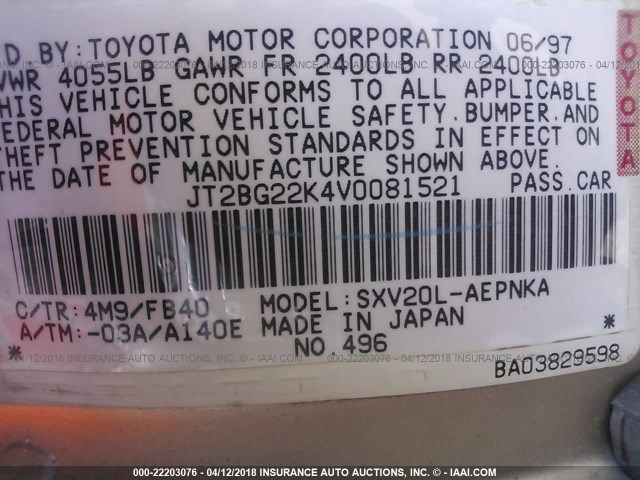 D BY: TOYOTA MOTOR CORPORATION 06/97
VWR 4055LB GAWR FR 2400LB RR 2400LB
THIS VEHICLE CONFORMS TO ALL APPLICABLE
FEDERAL MOTOR VEHICLE SAFETY, BUMPER, AND
THEFT PREVENTION STANDARDS IN EFFECT ON
THE DATE OF MANUFACTURE SHOWN ABOVE.
JT2BG22K4V0081521 PASS.CAR
TOYOTA
C/TR: 4M9/FB40 MODEL: SXV20L-AEPNKA
A/TM: -03A/A140E MADE IN JAPAN
* NO 496 *
BA03829598
000-22203076 - 04/12/2018 INSURANCE AUTO AUCTIONS, INC. - © - IAAI.COM